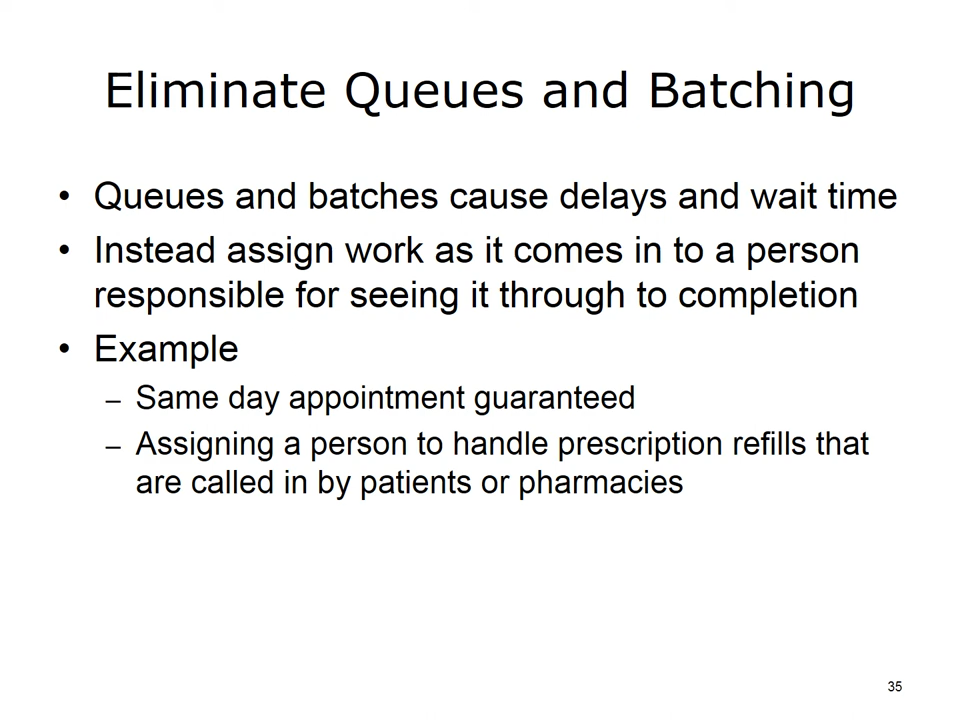 Eliminate Queues and Batching
• Queues and batches cause delays and wait time
• Instead assign work as it comes in to a person
responsible for seeing it through to completion
• Example
– Same day appointment guaranteed
– Assigning a person to handle prescription refills that
are called in by patients or pharmacies
35